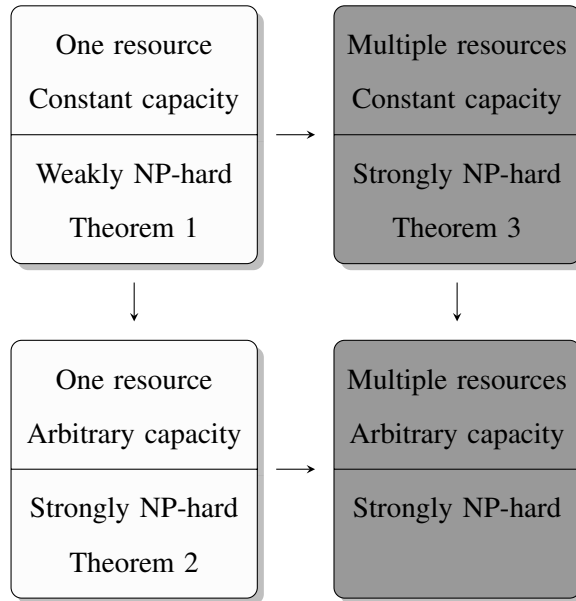 One resource
Constant capacity
Weakly NP-hard
Theorem 1
Multiple resources
Constant capacity
Strongly NP-hard
Theorem 3
One resource
Arbitrary capacity
Strongly NP-hard
Theorem 2
Multiple resources
Arbitrary capacity
Strongly NP-hard